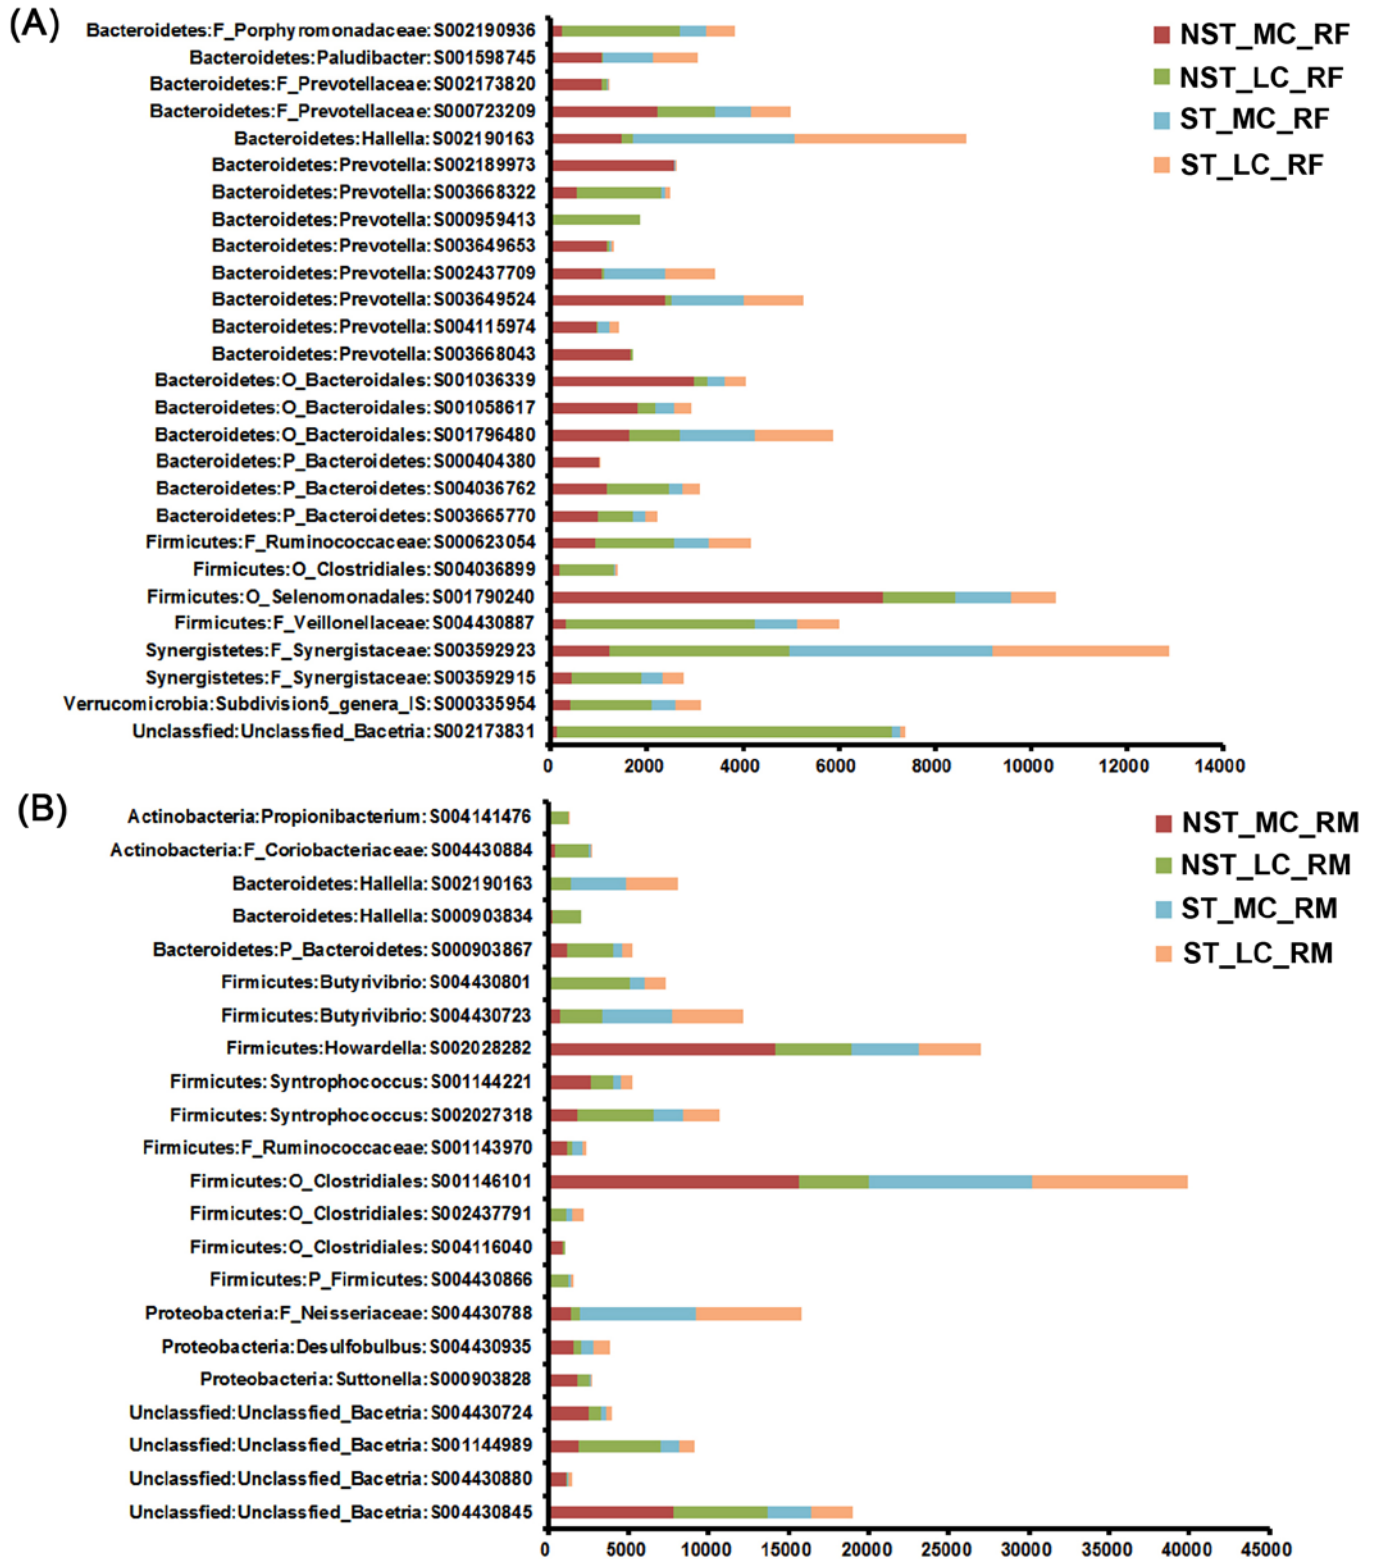 (A)
Bacteroidetes:F_Porphyromonadaceae:S002190936
Bacteroidetes:Paludibacter:S001598745
Bacteroidetes:F_Prevotellaceae:S002173820
Bacteroidetes:F_Prevotellaceae:S000723209
Bacteroidetes:Hallella:S002190163
Bacteroidetes:Prevotella:S002189973
Bacteroidetes:Prevotella:S003668322
Bacteroidetes:Prevotella:S000959413
Bacteroidetes:Prevotella:S003649653
Bacteroidetes:Prevotella:S002437709
Bacteroidetes:Prevotella:S003649524
Bacteroidetes:Prevotella:S004115974
Bacteroidetes:Prevotella:S003668043
Bacteroidetes:O_Bacteroidales:S001036339
Bacteroidetes:O_Bacteroidales:S001058617
Bacteroidetes:O_Bacteroidales:S001796480
Bacteroidetes:P_Bacteroidetes:S000404380
Bacteroidetes:P_Bacteroidetes:S004036762
Bacteroidetes:P_Bacteroidetes:S003665770
Firmicutes:F_Ruminococcaceae:S000623054
Firmicutes:O_Clostridiales:S004036899
Firmicutes:O_Selenomonadales:S001790240
Firmicutes:F_Veillonellaceae:S004430887
Synergistetes:F_Synergistaceae:S003592923
Synergistetes:F_Synergistaceae:S003592915
Verrucomicrobia:Subdivision5_genera_IS:S000335954
Unclassfied:Unclassfied_Bacetria:S002173831
0 2000 4000 6000 8000 10000 12000 14000
NST_MC_RF
NST_LC_RF
ST_MC_RF
ST_LC_RF
(B)
Actinobacteria:Propionibacterium:S004141476
Actinobacteria:F_Coriobacteriaceae:S004430884
Bacteroidetes:Hallella:S002190163
Bacteroidetes:Hallella:S000903834
Bacteroidetes:P_Bacteroidetes:S000903867
Firmicutes:Butyrivibrio:S004430801
Firmicutes:Butyrivibrio:S004430723
Firmicutes:Howardella:S002028282
Firmicutes:Syntrophococcus:S001144221
Firmicutes:Syntrophococcus:S002027318
Firmicutes:F_Ruminococcaceae:S001143970
Firmicutes:O_Clostridiales:S001146101
Firmicutes:O_Clostridiales:S002437791
Firmicutes:O_Clostridiales:S004116040
Firmicutes:P_Firmicutes:S004430866
Proteobacteria:F_Neisseriaceae:S004430788
Proteobacteria:Desulfobulbus:S004430935
Proteobacteria:Suttonella:S000903828
Unclassfied:Unclassfied_Bacetria:S004430724
Unclassfied:Unclassfied_Bacetria:S001144989
Unclassfied:Unclassfied_Bacetria:S004430880
Unclassfied:Unclassfied_Bacetria:S004430845
0 5000 10000 15000 20000 25000 30000 35000 40000 45000
NST_MC_RM
NST_LC_RM
ST_MC_RM
ST_LC_RM